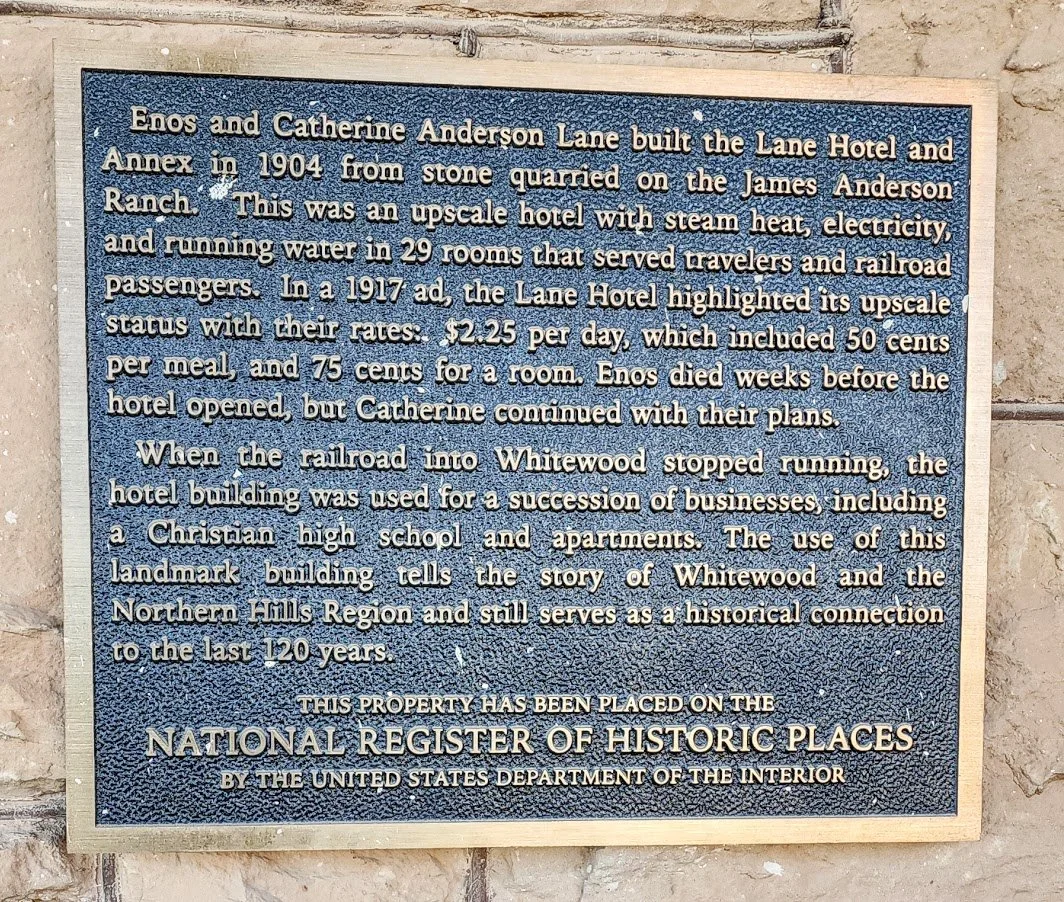 Enos and Catherine Anderson Lane built the Lane Hotel and
Annex in 1904 from stone quarried on the James Anderson
Ranch. This was an upscale hotel with steam heat, electricity,
and running water in 29 rooms that served travelers and railroad
passengers. In a 1917 ad, the Lane Hotel highlighted its upscale
status with their rates: $2.25 per day, which included 50 cents
per meal, and 75 cents for a room. Enos died weeks before the
hotel opened, but Catherine continued with their plans.
When the railroad into Whitewood stopped running, the
hotel building was used for a succession of businesses, including
a Christian high school and apartments. The use of this
landmark building tells the story of Whitewood and the
Northern Hills Region and still serves as a historical connection
to the last 120 years.
THIS PROPERTY HAS BEEN PLACED ON THE
NATIONAL REGISTER OF HISTORIC PLACES
BY THE UNITED STATES DEPARTMENT OF THE INTERIOR